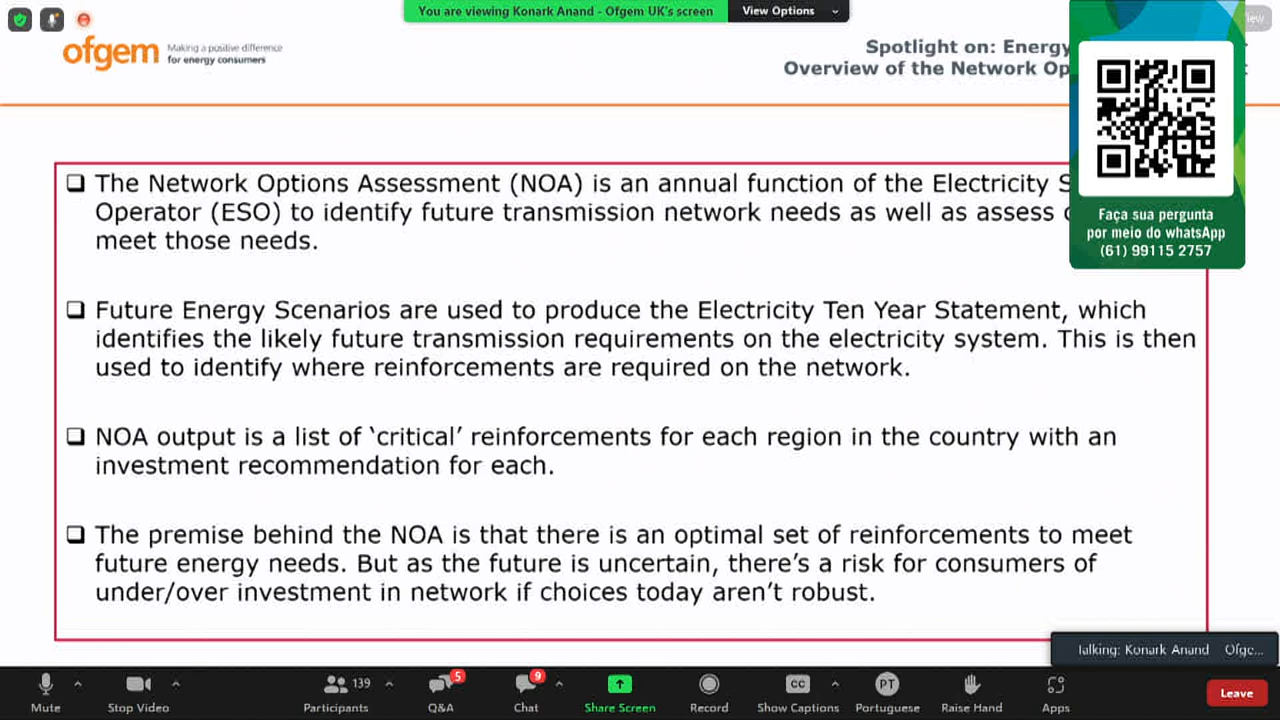 You are viewing Konark Anand - Ofgem UK's screen
View Options
ofgem
Making a positive difference
for energy consumers
Spotlight on: Energy
Overview of the Network
The Network Options Assessment (NOA) is an annual function of the Electricity
Operator (ESO) to identify future transmission network needs as well as assess
meet those needs.
Future Energy Scenarios are used to produce the Electricity Ten Year Statement, which
identifies the likely future transmission requirements on the electricity system. This is then
used to identify where reinforcements are required on the network.
NOA output is a list of ‘critical’ reinforcements for each region in the country with an
investment recommendation for each.
The premise behind the NOA is that there is an optimal set of reinforcements to meet
future energy needs. But as the future is uncertain, there’s a risk for consumers of
under/over investment in network if choices today aren’t robust.
Faça sua pergunta
por meio do whatsApp
(61) 99115 2757
Talking: Konark Anand Ofge...
139
5
9
CC
PT
Mute
Stop Video
Participants
Q&A
Chat
Share Screen
Record
Show Captions
Portuguese
Raise Hand
Apps
Leave